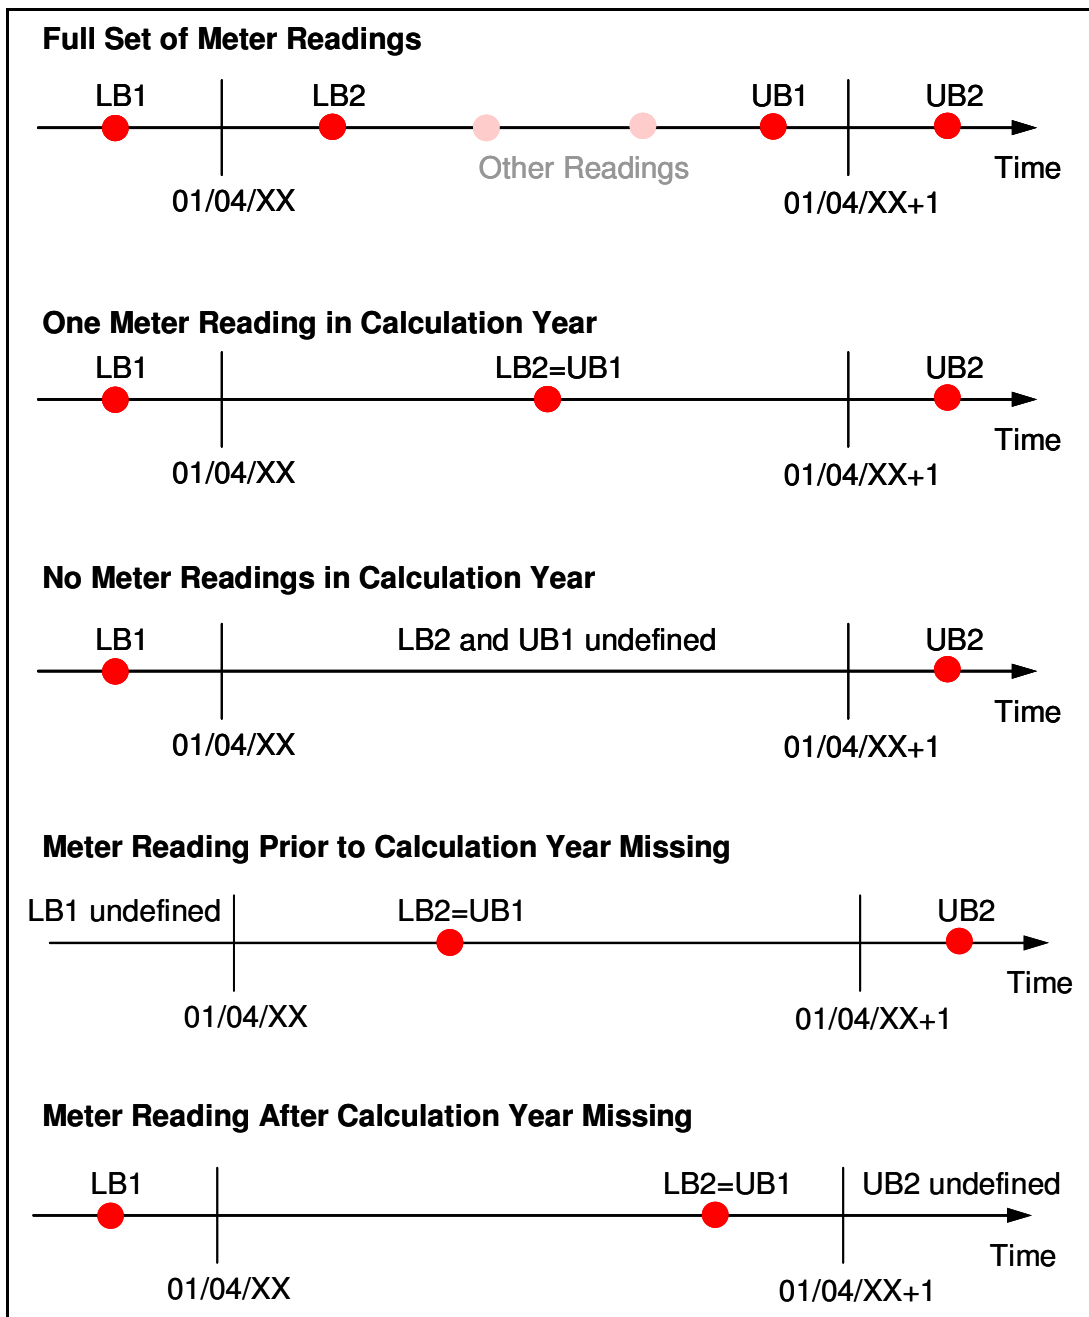 Full Set of Meter Readings
LB1 LB2 UB1 UB2
Other Readings Time
01/04/XX 01/04/XX+1
One Meter Reading in Calculation Year
LB1 LB2=UB1 UB2
Time
01/04/XX 01/04/XX+1
No Meter Readings in Calculation Year
LB1 LB2 and UB1 undefined UB2
Time
01/04/XX 01/04/XX+1
Meter Reading Prior to Calculation Year Missing
LB1 undefined LB2=UB1 UB2
Time
01/04/XX 01/04/XX+1
Meter Reading After Calculation Year Missing
LB1 LB2=UB1 UB2 undefined
Time
01/04/XX 01/04/XX+1